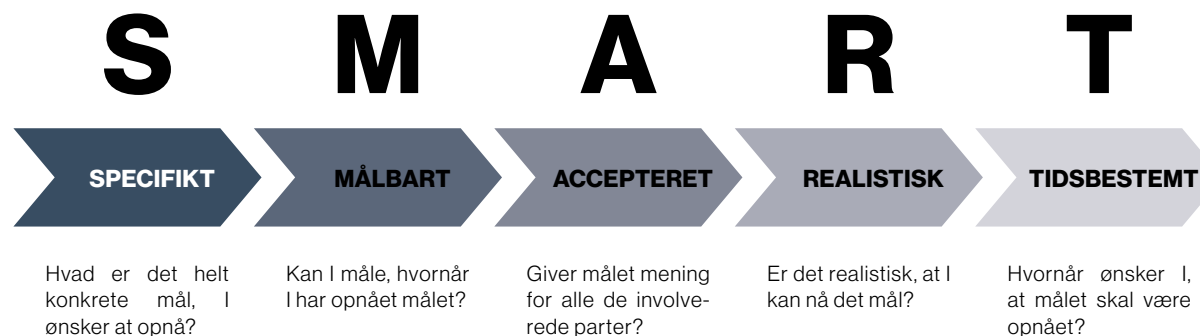 S M A R T
SPECIFIKT MÅLBART ACCEPTERET REALISTISK TIDSBESTEMT
Hvad er det helt
konkrete mål, I
ønsker at opnå?
Kan I måle, hvornår
I har opnået målet?
Giver målet mening
for alle de involve-
rede parter?
Er det realistisk, at I
kan nå det mål?
Hvornår ønsker I,
at målet skal være
opnået?